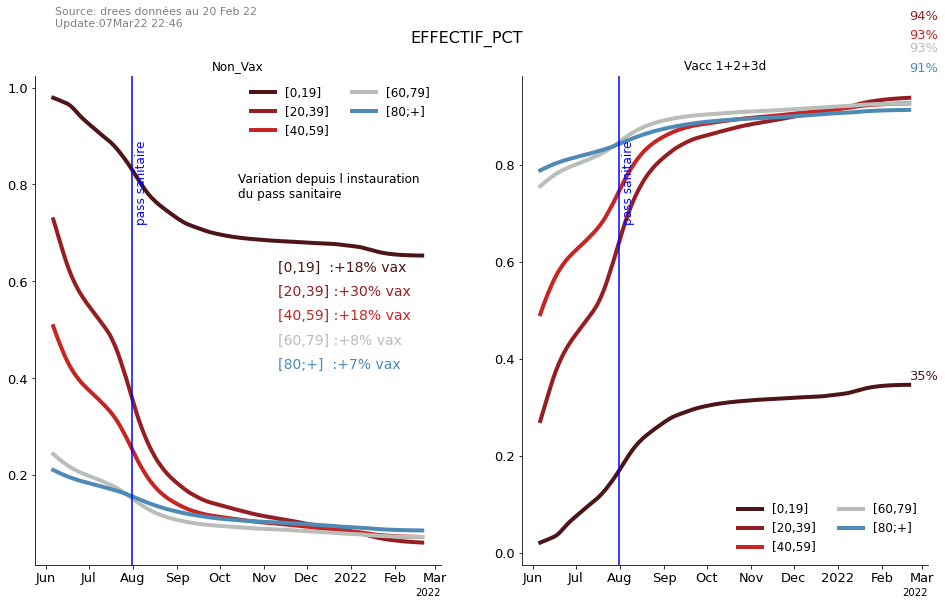 Source: drees données au 20 Feb 22
Update:07Mar22 22:46
EFFECTIF_PCT
Non_Vax
1.0
0.8
0.6
0.4
0.2
[0,19]
[20,39]
[40,59]
[60,79]
[80;+]
pass sanitaire
Variation depuis l instauration
du pass sanitaire
[0,19] :+18% vax
[20,39] :+30% vax
[40,59] :+18% vax
[60,79] :+8% vax
[80;+] :+7% vax
Jun Jul Aug Sep Oct Nov Dec 2022 Feb Mar
2022
Vacc 1+2+3d
94%
93%
93%
91%
35%
0.8
0.6
0.4
0.2
0.0
pass sanitaire
[0,19]
[20,39]
[40,59]
[60,79]
[80;+]
Jun Jul Aug Sep Oct Nov Dec 2022 Feb Mar
2022